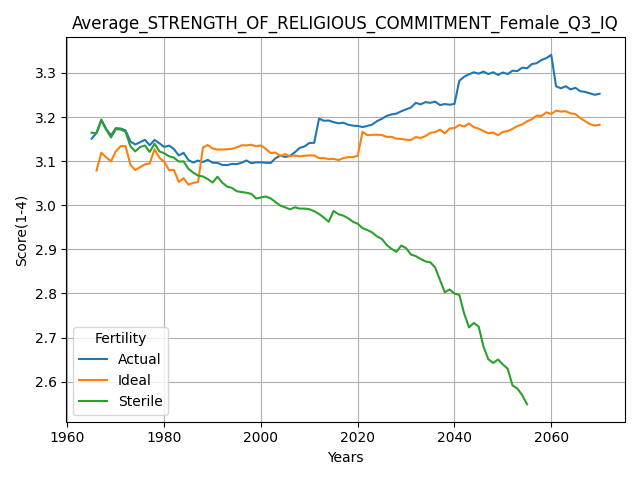 Average_STRENGTH_OF_RELIGIOUS_COMMITMENT_Female_Q3_IQ
Score(1-4)
3.3
3.2
3.1
3.0
2.9
2.8
2.7
2.6
Fertility
Actual
Ideal
Sterile
1960 1980 2000 2020 2040 2060
Years